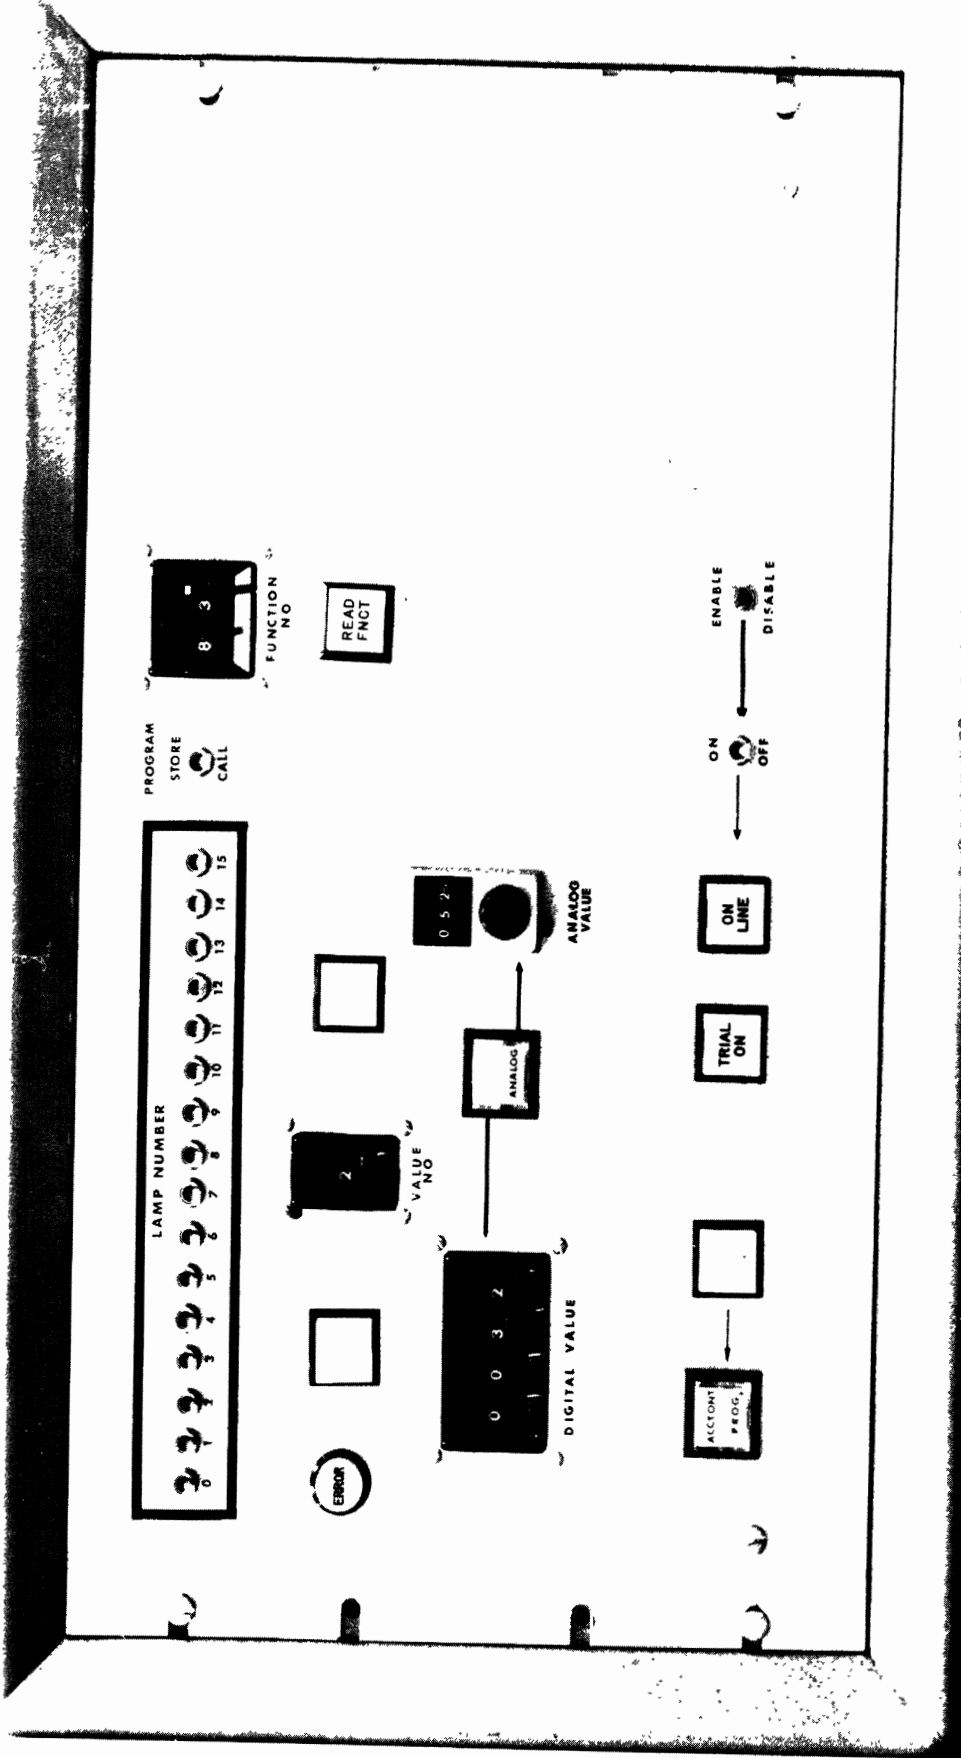 LAMP NUMBER
0 1 2 3 4 5 6 7 8 9 10 11 12 13 14 15
PROGRAM
STORE
CALL
8 3
FUNCTION
NO
ERROR
2
VALUE
NO
READ
FNCT
0 0 3 2
DIGITAL VALUE
ANALOG
0 5 2
ANALOG
VALUE
ACCTONT
PROG.
TRIAL
ON
ON
LINE
ON
OFF
ENABLE
DISABLE